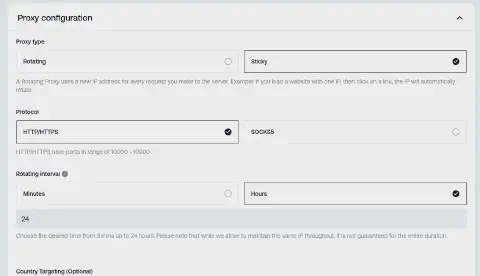 Proxy configuration
Proxy type
Rotating
Sticky
A Rotating Proxy uses a new IP address for every request you make to the server. Example: if you load a website with one IP, then click on a link, the IP will automatically
rotate.
Protocol
HTTP/HTTPS
SOCKS5
HTTP/HTTPS have ports in range of 10000 -
Rotating interval
Minutes
Hours
24
Choose the desired time from 3 mins up to 24 hours. Please note that while we strive to maintain the same IP throughout, it is not guaranteed for the entire duration.
Country Targeting (Optional)